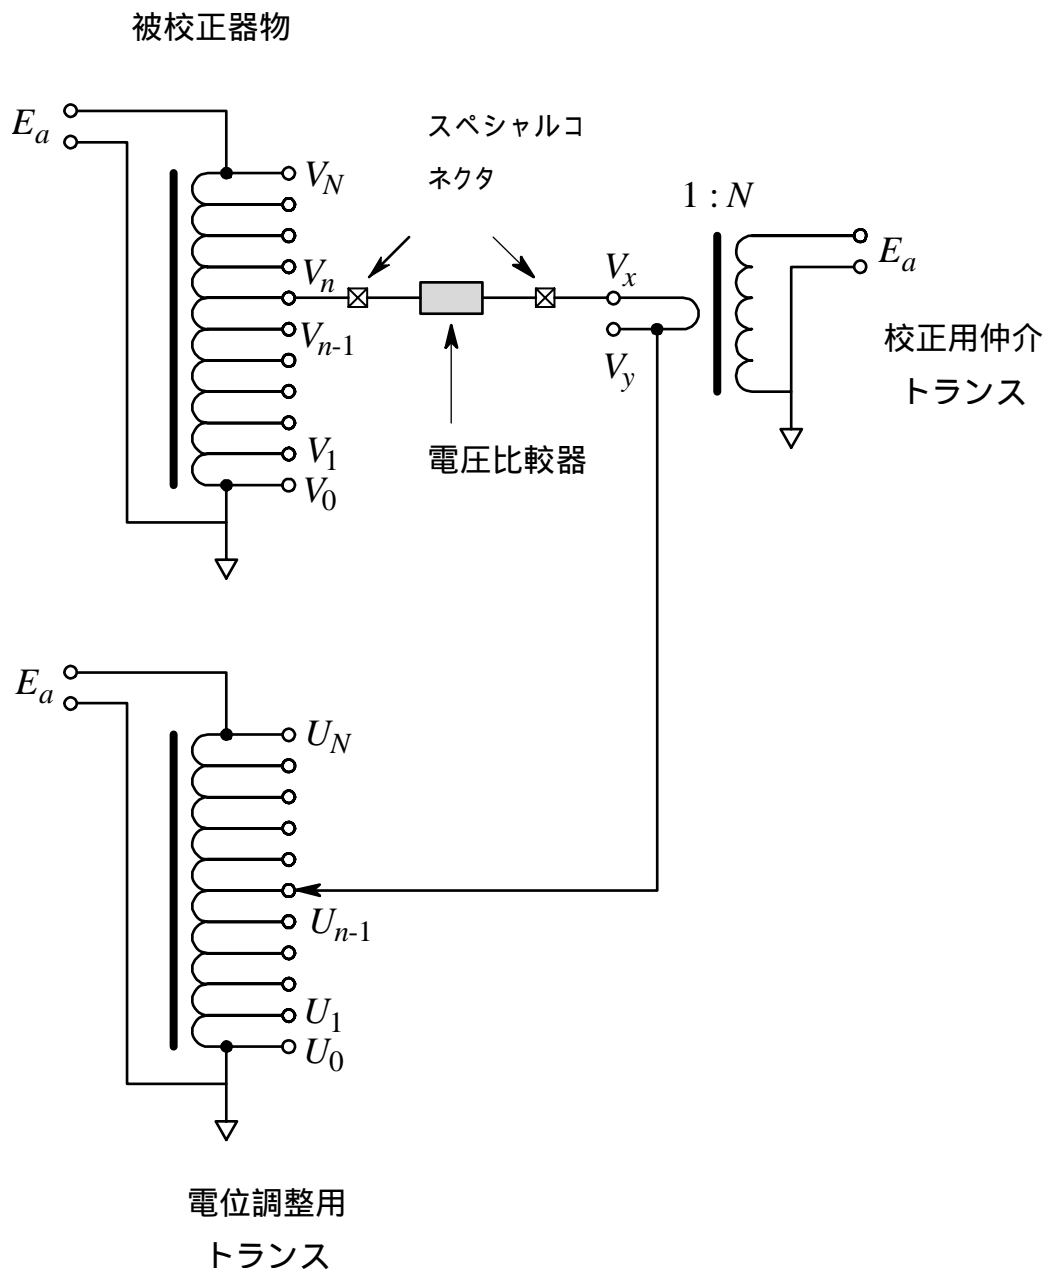 被校正器物
E_a
V_N
V_n
V_{n-1}
V_1
V_0
スペシャルコ
ネクタ
電圧比較器
V_x
V_y
1 : N
E_a
校正用仲介
トランス
E_a
U_N
U_{n-1}
U_1
U_0
電位調整用
トランス